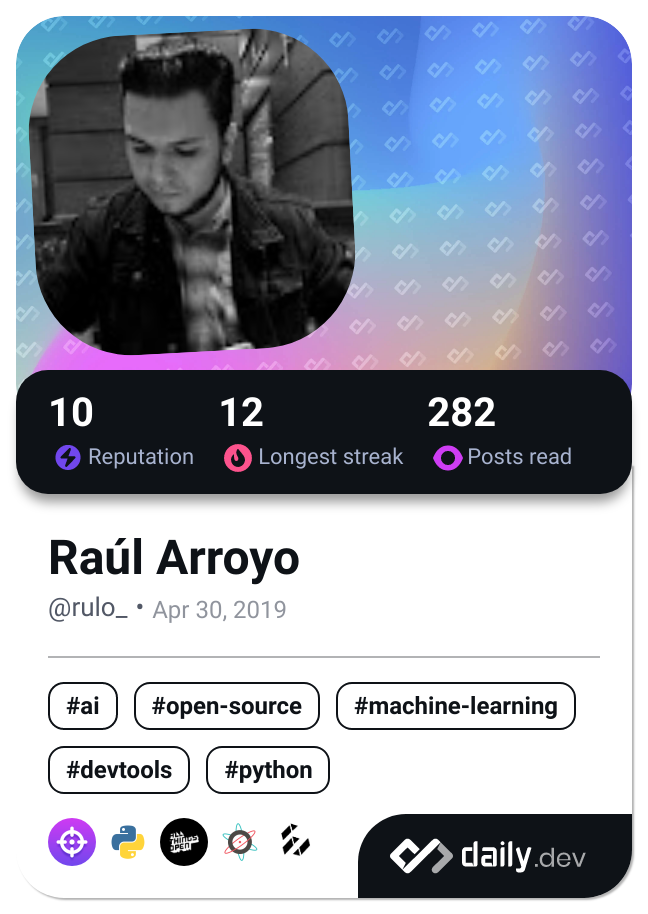 10 12 282
Reputation Longest streak Posts read
Raúl Arroyo
@rulo_ • Apr 30, 2019
#ai #open-source #machine-learning
#devtools #python
ALL
THINGS
OPEN
daily.dev